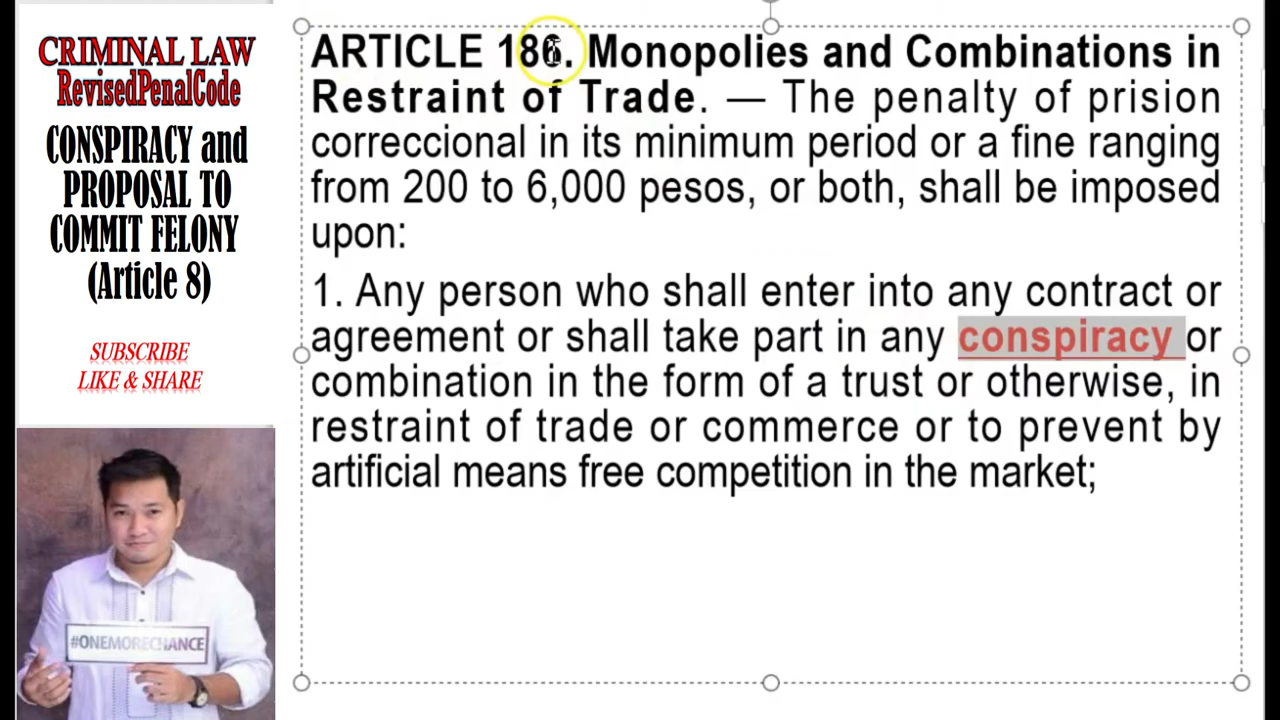 CRIMINAL LAW
RevisedPenalCode
CONSPIRACY and
PROPOSAL TO
COMMIT FELONY
(Article 8)
SUBSCRIBE
LIKE & SHARE
#ONEMORECHANCE
ARTICLE 186. Monopolies and Combinations in
Restraint of Trade. — The penalty of prision
correccional in its minimum period or a fine ranging
from 200 to 6,000 pesos, or both, shall be imposed
upon:
1. Any person who shall enter into any contract or
agreement or shall take part in any conspiracy or
combination in the form of a trust or otherwise, in
restraint of trade or commerce or to prevent by
artificial means free competition in the market;